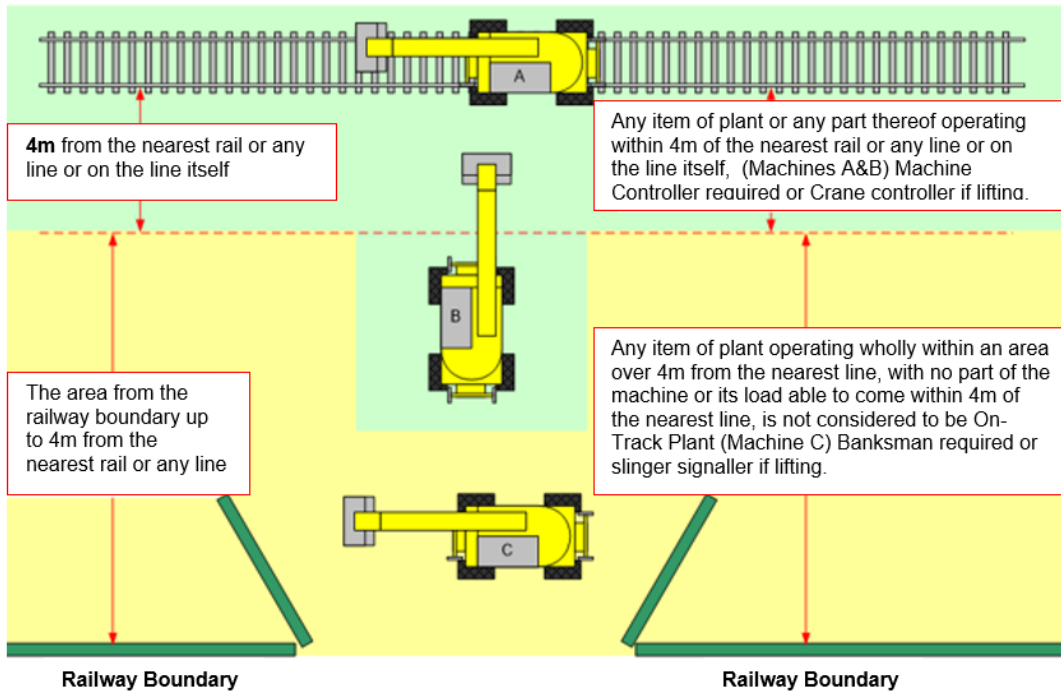 A
4m from the nearest rail or any
line or on the line itself
Any item of plant or any part thereof operating
within 4m of the nearest rail or any line or on
the line itself, (Machines A&B) Machine
Controller required or Crane controller if lifting.
B
The area from the
railway boundary up
to 4m from the
nearest rail or any line
Any item of plant operating wholly within an area
over 4m from the nearest line, with no part of the
machine or its load able to come within 4m of
the nearest line, is not considered to be On-
Track Plant (Machine C) Banksman required or
slinger signaller if lifting.
C
Railway Boundary
Railway Boundary